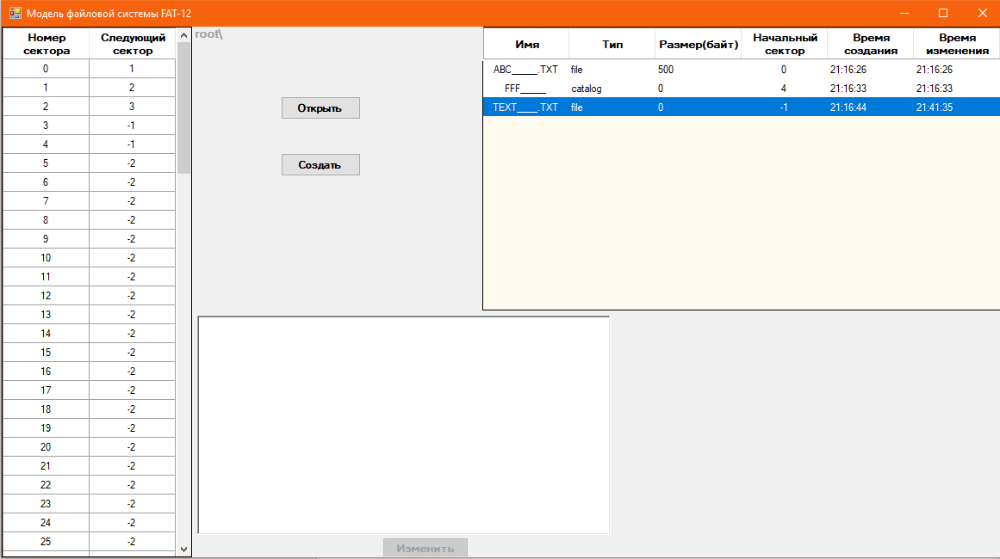 Модель файловой системы FAT-12
Номер сектора Следующий сектор
0 1
1 2
2 3
3 -1
4 -1
5 -2
6 -2
7 -2
8 -2
9 -2
10 -2
11 -2
12 -2
13 -2
14 -2
15 -2
16 -2
17 -2
18 -2
19 -2
20 -2
21 -2
22 -2
23 -2
24 -2
25 -2
root\
Открыть
Создать
Имя Тип Размер(байт) Начальный сектор Время создания Время изменения
ABC_____.TXT file 500 0 21:16:26 21:16:26
FFF_____ catalog 0 4 21:16:33 21:16:33
TEXT____.TXT file 0 -1 21:16:44 21:41:35
Изменить